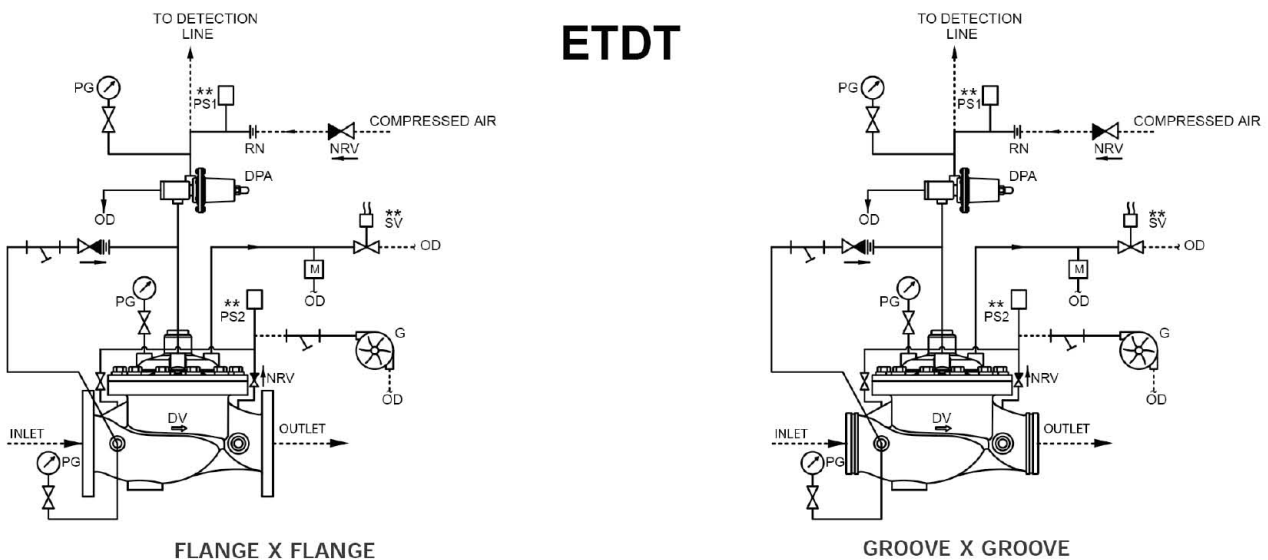 ETDT
TO DETECTION
LINE
PG
**
PS1
COMPRESSED AIR
RN
NRV
DPA
OD
**
SV
OD
M
OD
PG
**
PS2
G
NRV
OD
DV
INLET
OUTLET
PG
FLANGE X FLANGE
TO DETECTION
LINE
PG
**
PS1
COMPRESSED AIR
RN
NRV
DPA
OD
**
SV
OD
M
OD
PG
**
PS2
G
NRV
OD
DV
INLET
OUTLET
PG
GROOVE X GROOVE